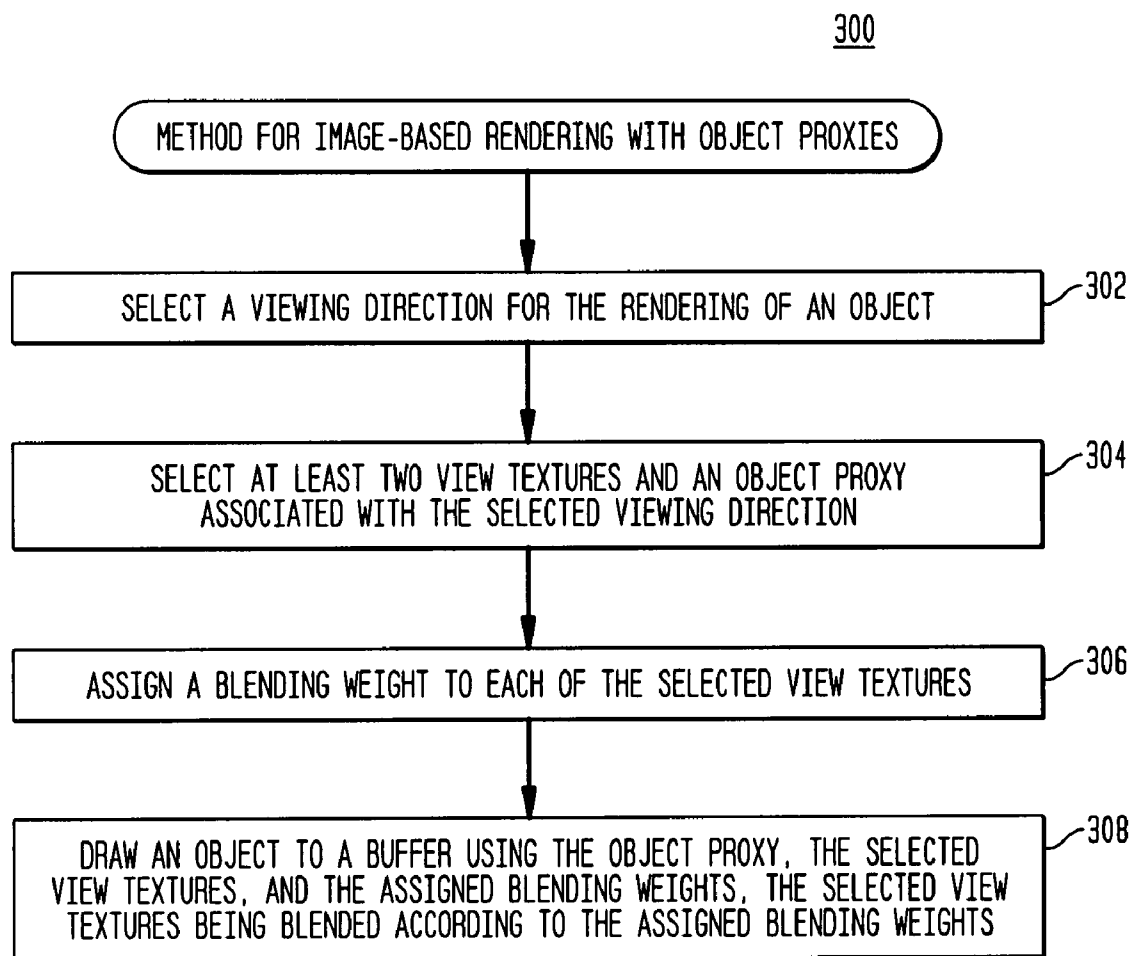 300
METHOD FOR IMAGE-BASED RENDERING WITH OBJECT PROXIES
SELECT A VIEWING DIRECTION FOR THE RENDERING OF AN OBJECT
302
SELECT AT LEAST TWO VIEW TEXTURES AND AN OBJECT PROXY
ASSOCIATED WITH THE SELECTED VIEWING DIRECTION
304
ASSIGN A BLENDING WEIGHT TO EACH OF THE SELECTED VIEW TEXTURES
306
DRAW AN OBJECT TO A BUFFER USING THE OBJECT PROXY, THE SELECTED
VIEW TEXTURES, AND THE ASSIGNED BLENDING WEIGHTS, THE SELECTED VIEW
TEXTURES BEING BLENDED ACCORDING TO THE ASSIGNED BLENDING WEIGHTS
308